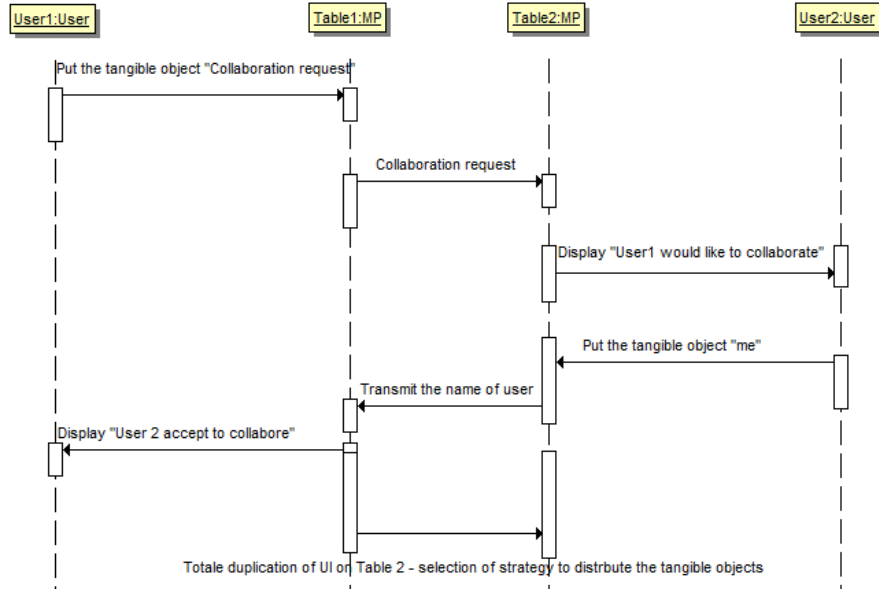 User1:User
Table1:MP
Table2:MP
User2:User
Put the tangible object "Collaboration request"
Collaboration request
Display "User1 would like to collaborate"
Put the tangible object "me"
Transmit the name of user
Display "User 2 accept to collabore"
Totale duplication of UI on Table 2 - selection of strategy to distrbute the tangible objects